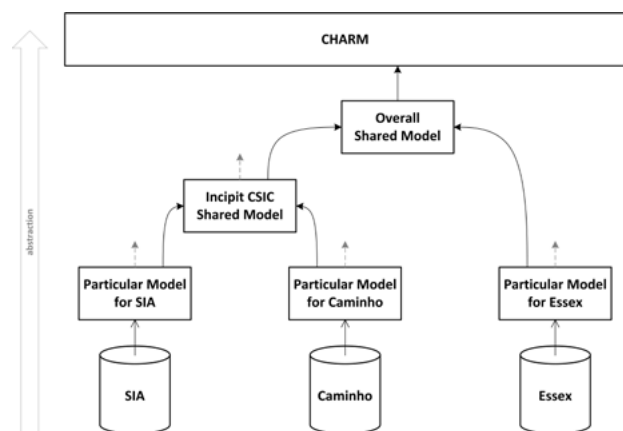 CHARM
Overall
Shared Model
Incipit CSIC
Shared Model
abstraction
Particular Model
for SIA
Particular Model
for Caminho
Particular Model
for Essex
SIA
Caminho
Essex